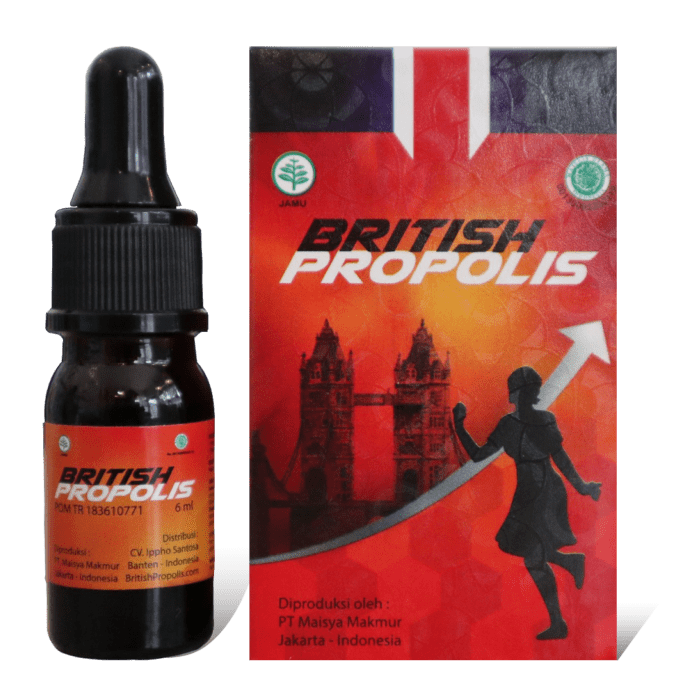 BRITISH
PROPOLIS
POM TR 183610771 6 ml
Distribusi :
Diproduksi : CV. Ippho Santosa
PT. Maisya Makmur Banten - Indonesia
Jakarta - Indonesia BritishPropolis.com
JAMU
BRITISH
PROPOLIS
Diproduksi oleh :
PT Maisya Makmur
Jakarta - Indonesia